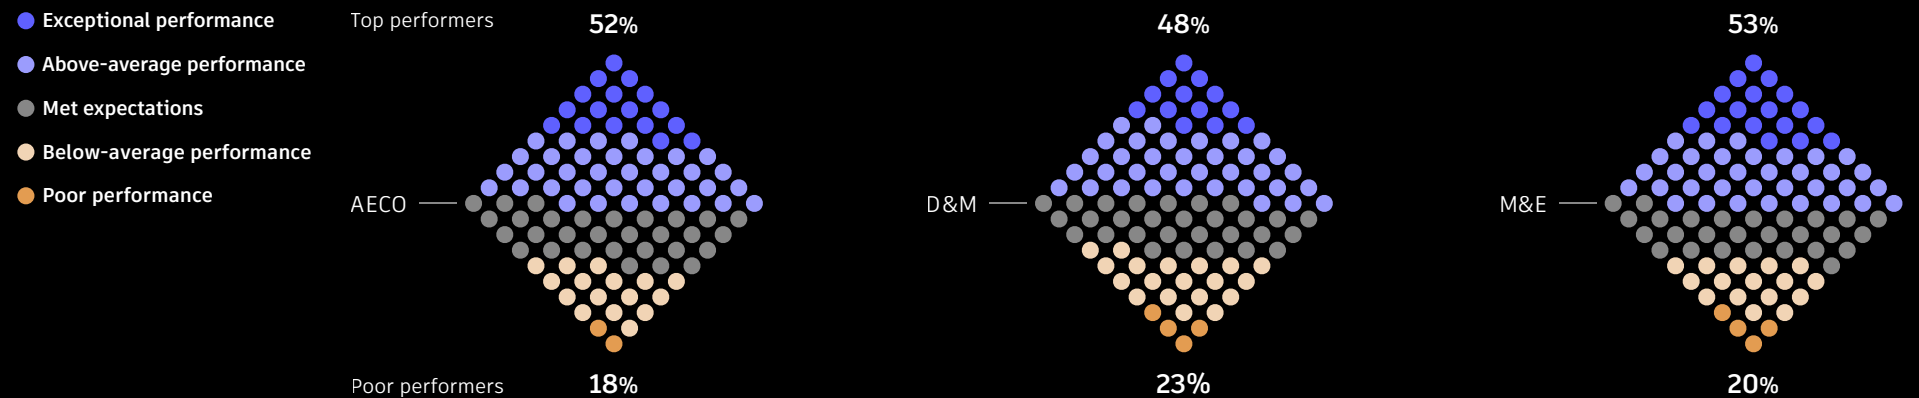 Exceptional performance
Above-average performance
Met expectations
Below-average performance
Poor performance
Top performers
52%
48%
53%
AECO
D&M
M&E
Poor performers
18%
23%
20%